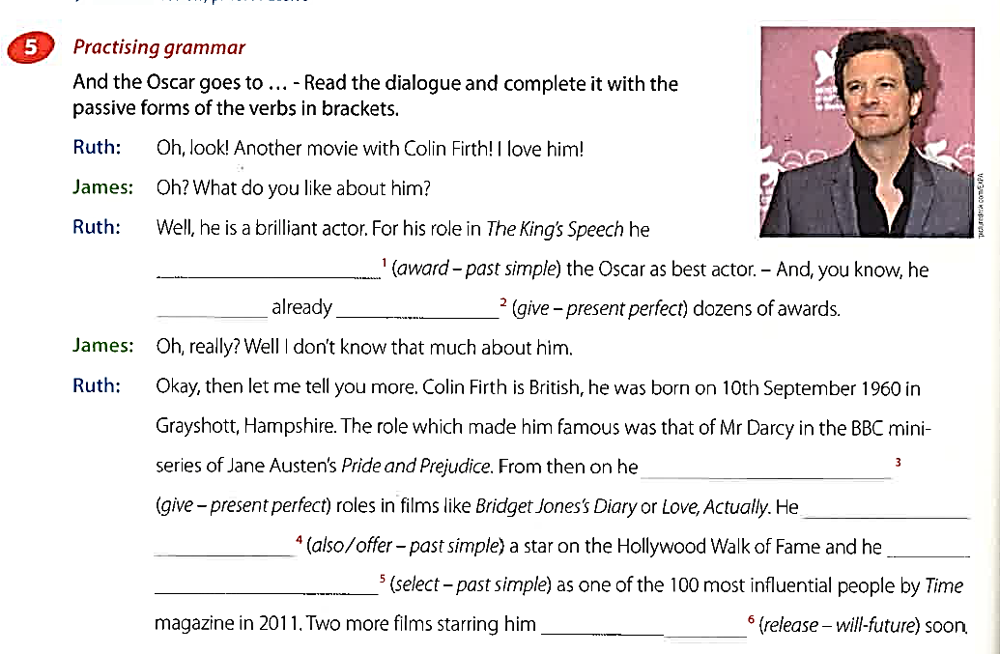 5 Practising grammar
And the Oscar goes to ... - Read the dialogue and complete it with the
passive forms of the verbs in brackets.
Ruth: Oh, look! Another movie with Colin Firth! I love him!
James: Oh? What do you like about him?
Ruth: Well, he is a brilliant actor. For his role in The King's Speech he
____________________ 1 (award – past simple) the Oscar as best actor. – And, you know, he
__________ already _______________ 2 (give – present perfect) dozens of awards.
James: Oh, really? Well I don't know that much about him.
Ruth: Okay, then let me tell you more. Colin Firth is British, he was born on 10th September 1960 in
Grayshott, Hampshire. The role which made him famous was that of Mr Darcy in the BBC mini-
series of Jane Austen's Pride and Prejudice. From then on he ______________________ 3
(give – present perfect) roles in films like Bridget Jones's Diary or Love, Actually. He _______________
_____________ 4 (also/offer – past simple) a star on the Hollywood Walk of Fame and he ________
____________________ 5 (select – past simple) as one of the 100 most influential people by Time
magazine in 2011. Two more films starring him ___________ ________ 6 (release – will-future) soon.
picturedesk.com/EXPA